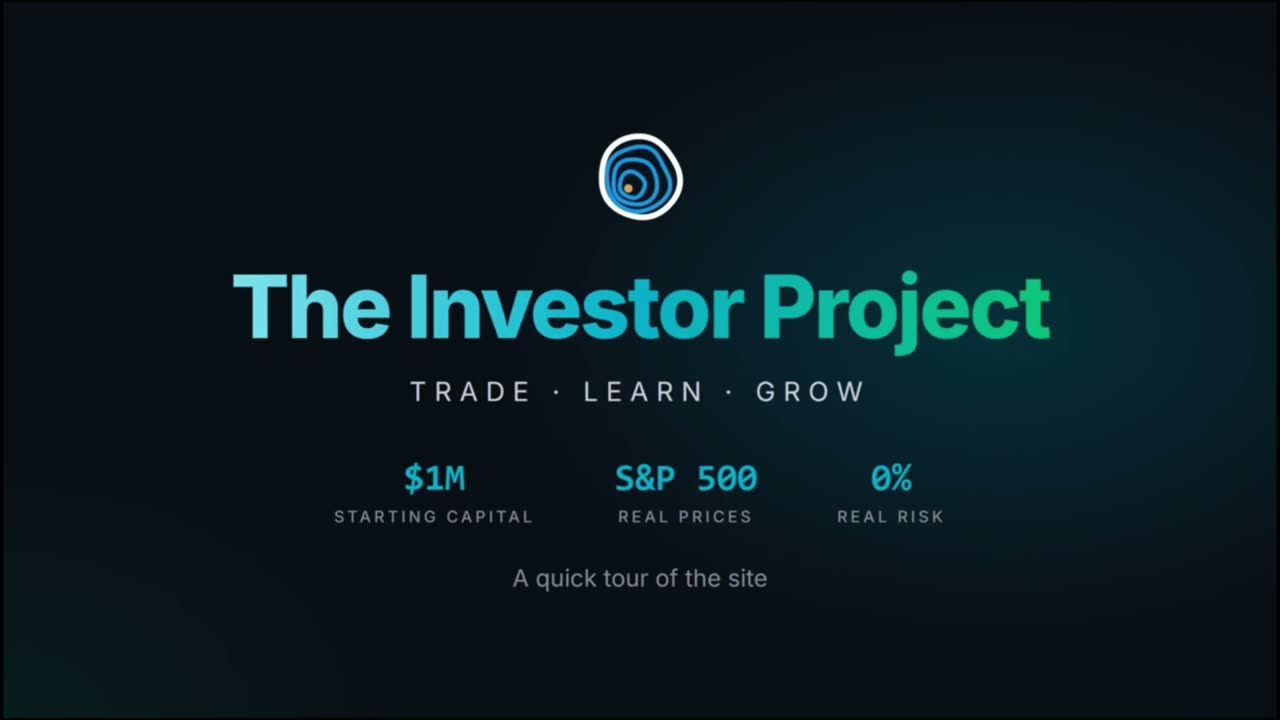 The Investor Project
TRADE · LEARN · GROW
$1M S&P 500 0%
STARTING CAPITAL REAL PRICES REAL RISK
A quick tour of the site